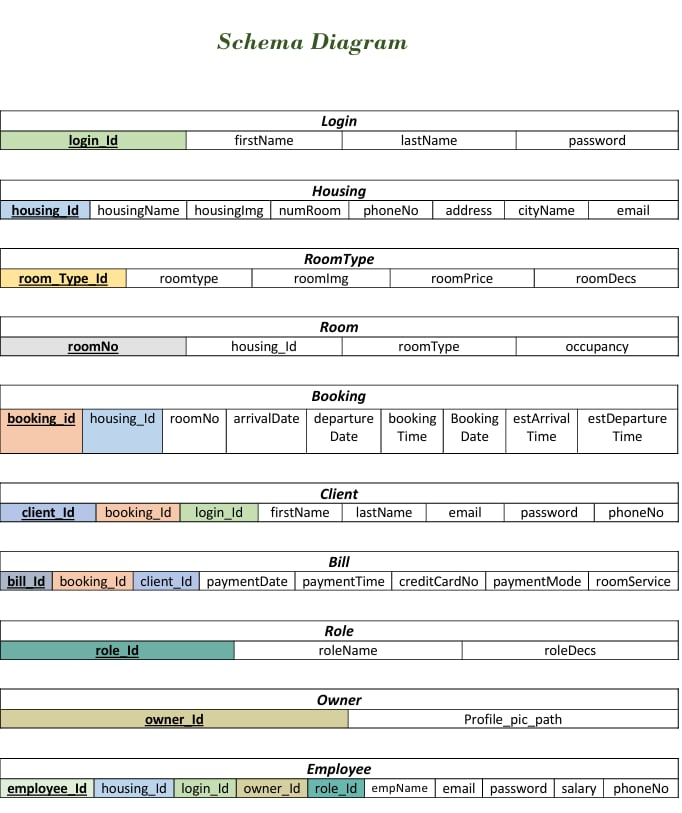 Schema Diagram
Login
login_Id firstName lastName password
Housing
housing_Id housingName housingImg numRoom phoneNo address cityName email
RoomType
room_Type_Id roomtype roomImg roomPrice roomDecs
Room
roomNo housing_Id roomType occupancy
Booking
booking_id housing_Id roomNo arrivalDate departure booking Booking estArrival estDeparture
Date Time Date Time Time
Client
client_Id booking_Id login_Id firstName lastName email password phoneNo
Bill
bill_Id booking_Id client_Id paymentDate paymentTime creditCardNo paymentMode roomService
Role
role_Id roleName roleDecs
Owner
owner_Id Profile_pic_path
Employee
employee_Id housing_Id login_Id owner_Id role_Id empName email password salary phoneNo